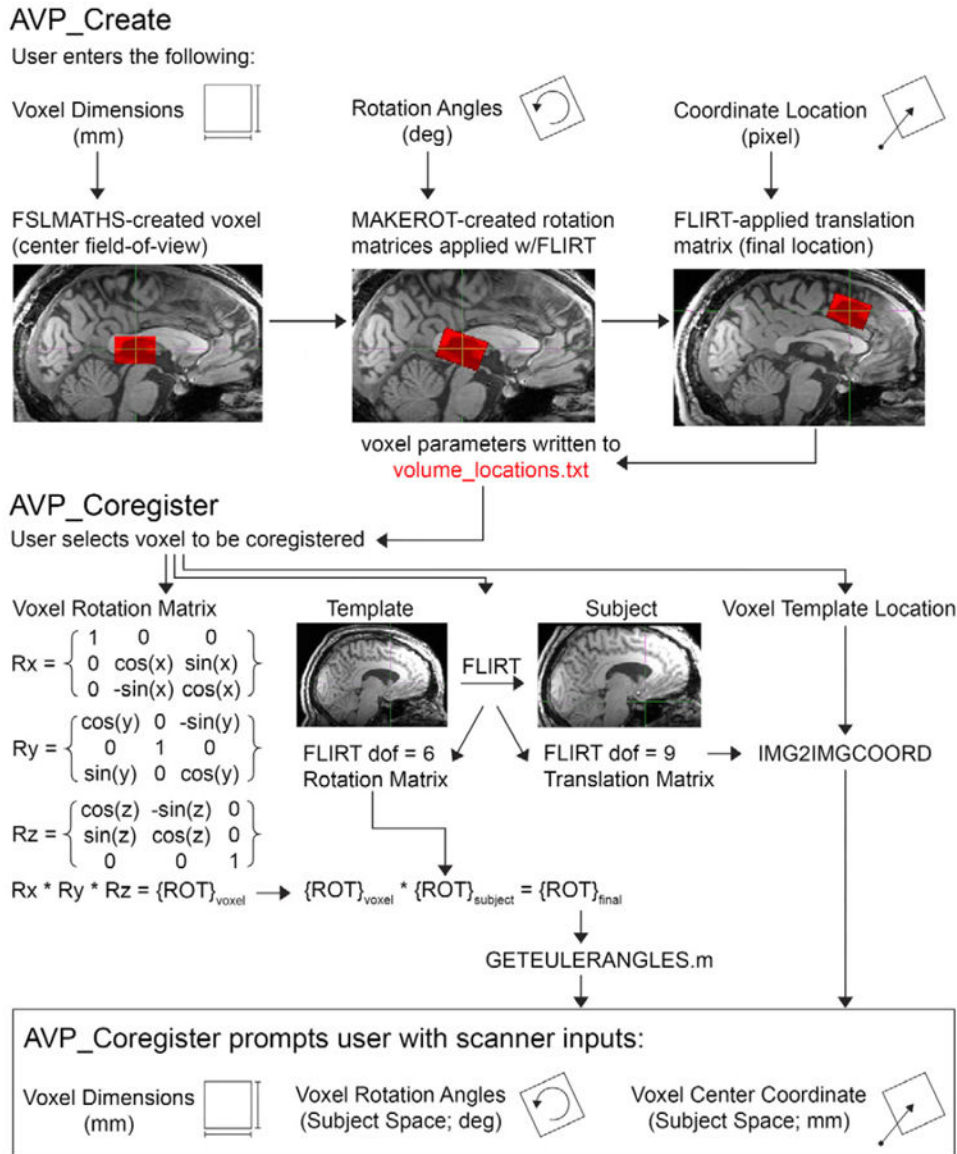 AVP_Create
User enters the following:
Voxel Dimensions
(mm)
Rotation Angles
(deg)
Coordinate Location
(pixel)
FSLMATHS-created voxel
(center field-of-view)
MAKEROT-created rotation
matrices applied w/FLIRT
FLIRT-applied translation
matrix (final location)
voxel parameters written to
volume_locations.txt
AVP_Coregister
User selects voxel to be coregistered
Voxel Rotation Matrix
Rx = { 1 0 0
0 cos(x) sin(x)
0 -sin(x) cos(x) }
Ry = { cos(y) 0 -sin(y)
0 1 0
sin(y) 0 cos(y) }
Rz = { cos(z) -sin(z) 0
sin(z) cos(z) 0
0 0 1 }
Template
FLIRT
Subject
Voxel Template Location
FLIRT dof = 6
Rotation Matrix
FLIRT dof = 9
Translation Matrix
IMG2IMGCOORD
Rx * Ry * Rz = {ROT}voxel
{ROT}voxel * {ROT}subject = {ROT}final
GETEULERANGLES.m
AVP_Coregister prompts user with scanner inputs:
Voxel Dimensions
(mm)
Voxel Rotation Angles
(Subject Space; deg)
Voxel Center Coordinate
(Subject Space; mm)